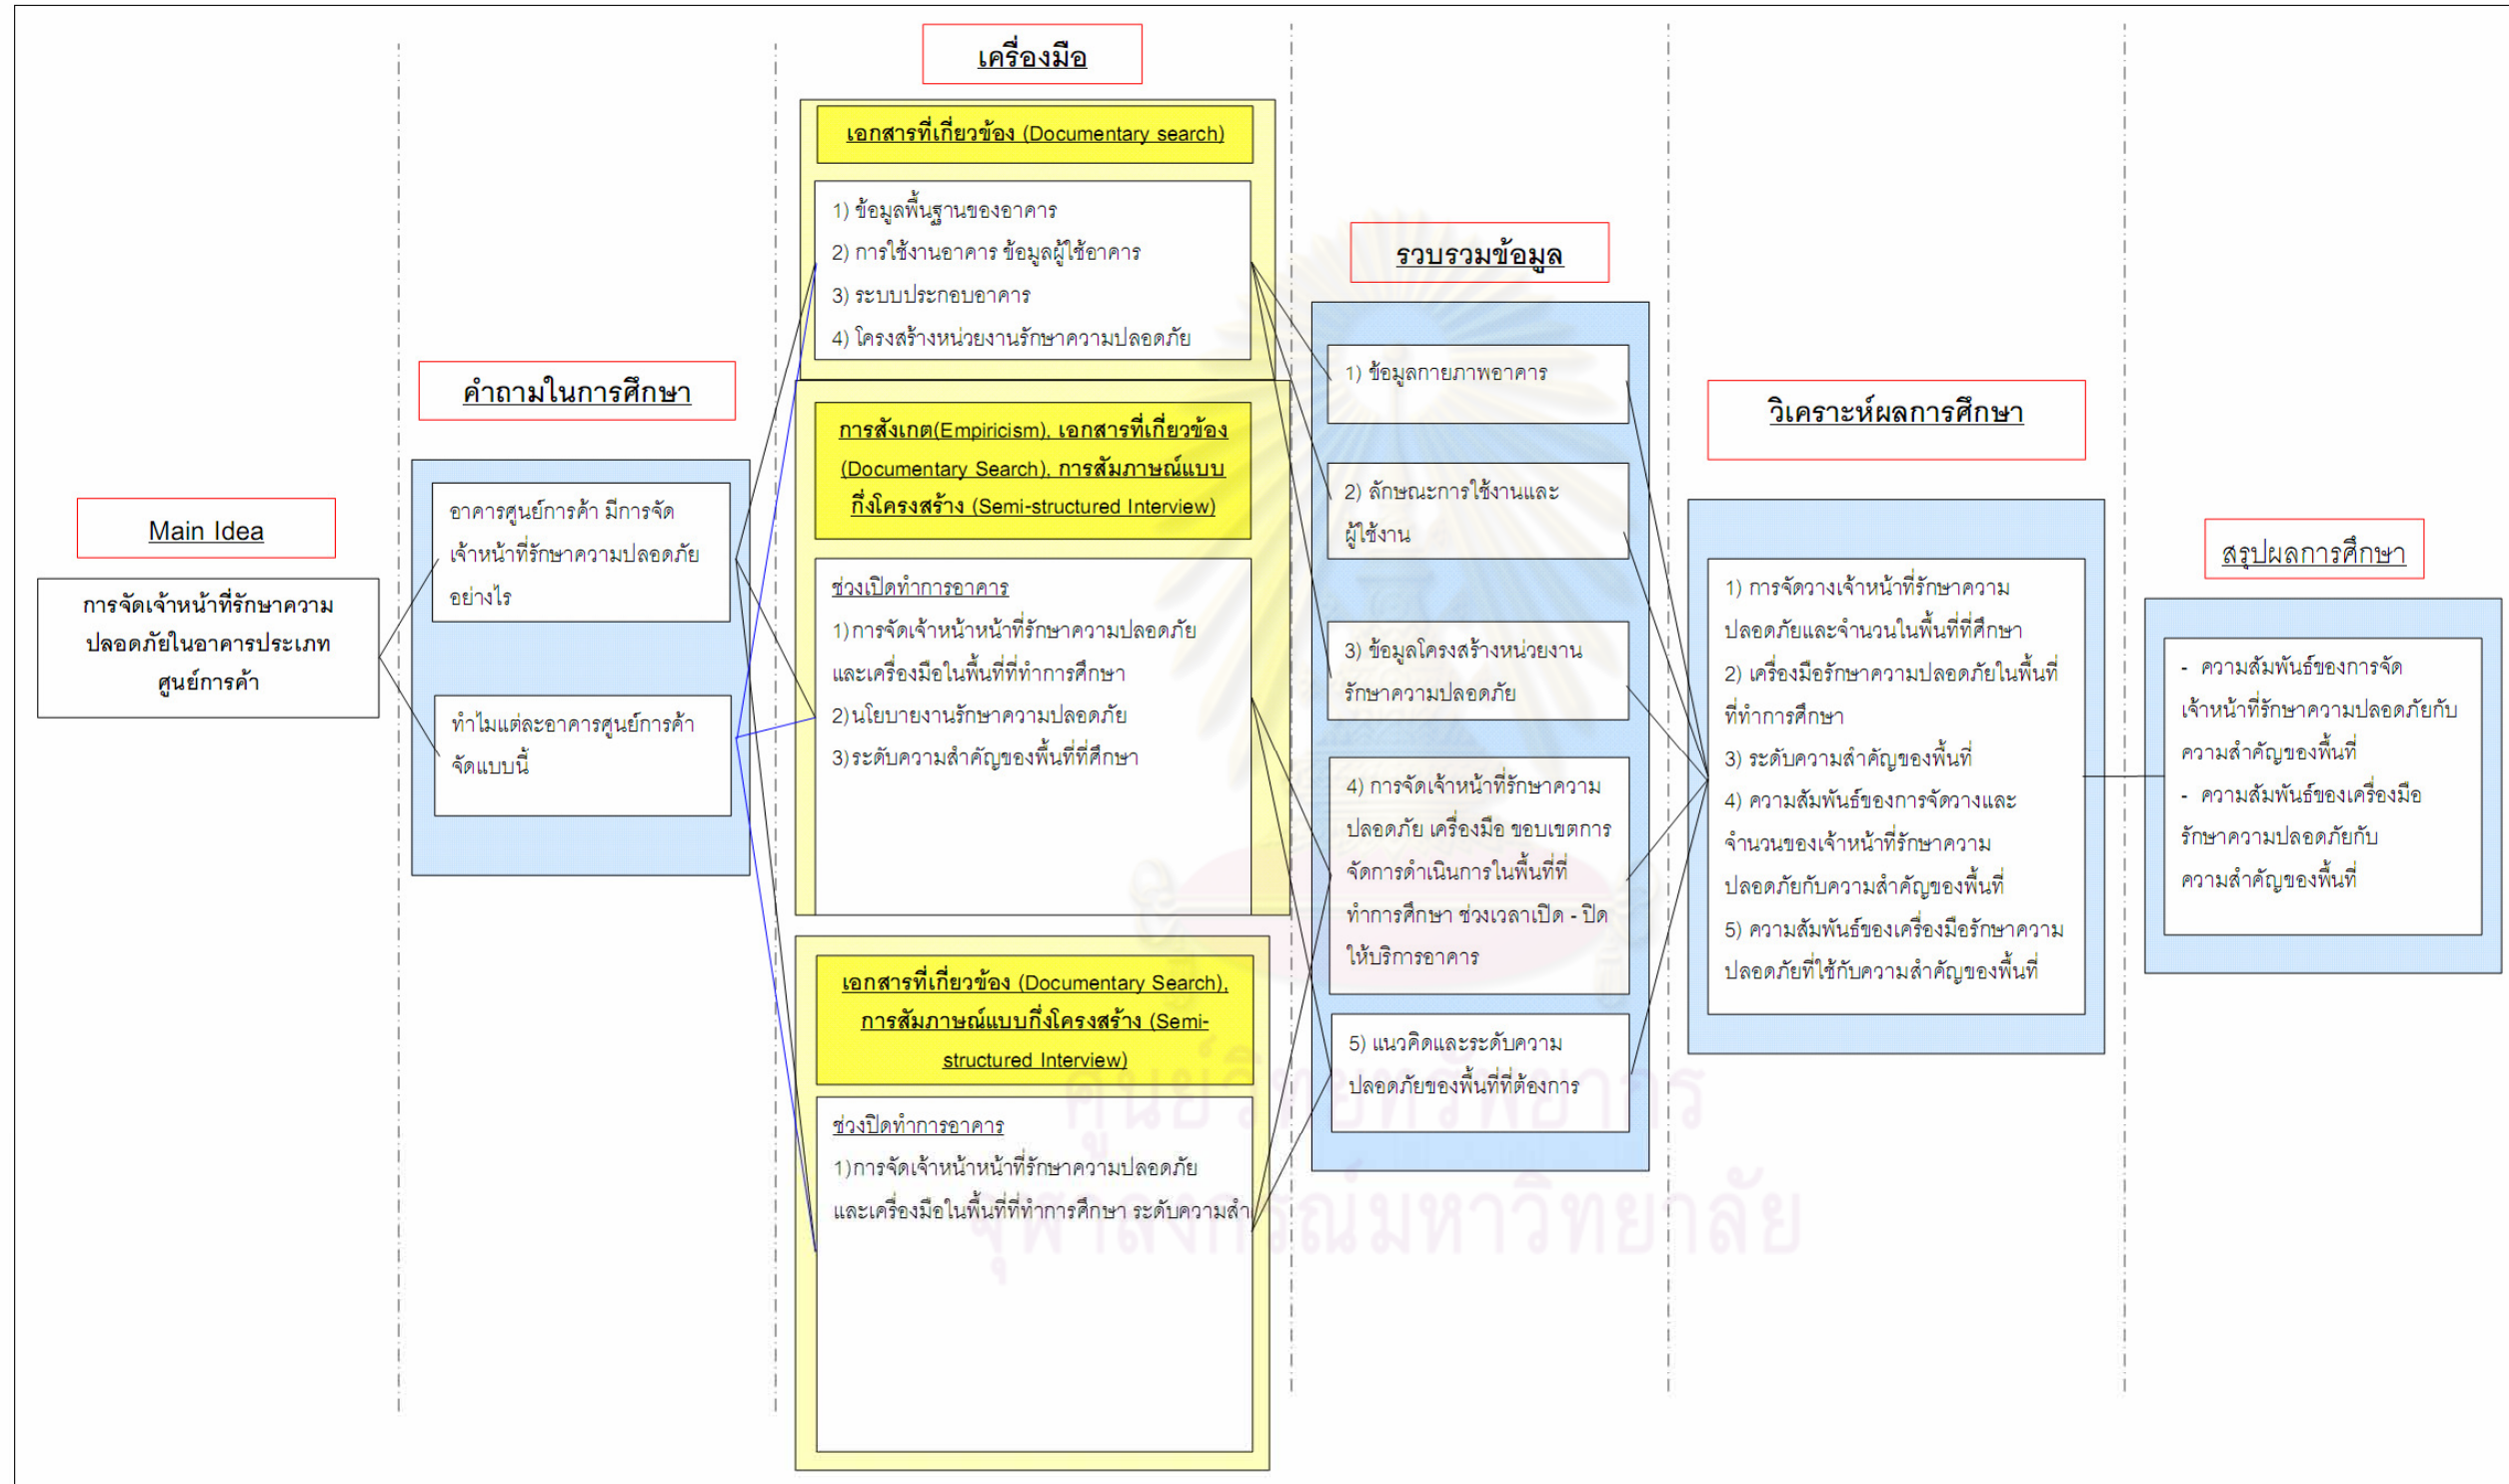 Main Idea
การจัดเจ้าหน้าที่รักษาความ
ปลอดภัยในอาคารประเภท
ศูนย์การค้า
คำถามในการศึกษา
อาคารศูนย์การค้า มีการจัด
เจ้าหน้าที่รักษาความปลอดภัย
อย่างไร
ทำไมแต่ละอาคารศูนย์การค้า
จัดแบบนี้
เครื่องมือ
เอกสารที่เกี่ยวข้อง (Documentary search)
1) ข้อมูลพื้นฐานของอาคาร
2) การใช้งานอาคาร ข้อมูลผู้ใช้อาคาร
3) ระบบประกอบอาคาร
4) โครงสร้างหน่วยงานรักษาความปลอดภัย
การสังเกต(Empiricism), เอกสารที่เกี่ยวข้อง
(Documentary Search), การสัมภาษณ์แบบ
กึ่งโครงสร้าง (Semi-structured Interview)
ช่วงเปิดทำการอาคาร
1)การจัดเจ้าหน้าหน้าที่รักษาความปลอดภัย
และเครื่องมือในพื้นที่ที่ทำการศึกษา
2)นโยบายงานรักษาความปลอดภัย
3)ระดับความสำคัญของพื้นที่ที่ศึกษา
เอกสารที่เกี่ยวข้อง (Documentary Search),
การสัมภาษณ์แบบกึ่งโครงสร้าง (Semi-
structured Interview)
ช่วงปิดทำการอาคาร
1)การจัดเจ้าหน้าหน้าที่รักษาความปลอดภัย
และเครื่องมือในพื้นที่ที่ทำการศึกษา ระดับความสำ
รวบรวมข้อมูล
1) ข้อมูลกายภาพอาคาร
2) ลักษณะการใช้งานและ
ผู้ใช้งาน
3) ข้อมูลโครงสร้างหน่วยงาน
รักษาความปลอดภัย
4) การจัดเจ้าหน้าที่รักษาความ
ปลอดภัย เครื่องมือ ขอบเขตการ
จัดการดำเนินการในพื้นที่ที่
ทำการศึกษา ช่วงเวลาเปิด - ปิด
ให้บริการอาคาร
5) แนวคิดและระดับความ
ปลอดภัยของพื้นที่ที่ต้องการ
วิเคราะห์ผลการศึกษา
1) การจัดวางเจ้าหน้าที่รักษาความ
ปลอดภัยและจำนวนในพื้นที่ที่ศึกษา
2) เครื่องมือรักษาความปลอดภัยในพื้นที่
ที่ทำการศึกษา
3) ระดับความสำคัญของพื้นที่
4) ความสัมพันธ์ของการจัดวางและ
จำนวนของเจ้าหน้าที่รักษาความ
ปลอดภัยกับความสำคัญของพื้นที่
5) ความสัมพันธ์ของเครื่องมือรักษาความ
ปลอดภัยที่ใช้กับความสำคัญของพื้นที่
สรุปผลการศึกษา
- ความสัมพันธ์ของการจัด
เจ้าหน้าที่รักษาความปลอดภัยกับ
ความสำคัญของพื้นที่
- ความสัมพันธ์ของเครื่องมือ
รักษาความปลอดภัยกับ
ความสำคัญของพื้นที่
ศูนย์วิทยทรัพยากร
จุฬาลงกรณ์มหาวิทยาลัย